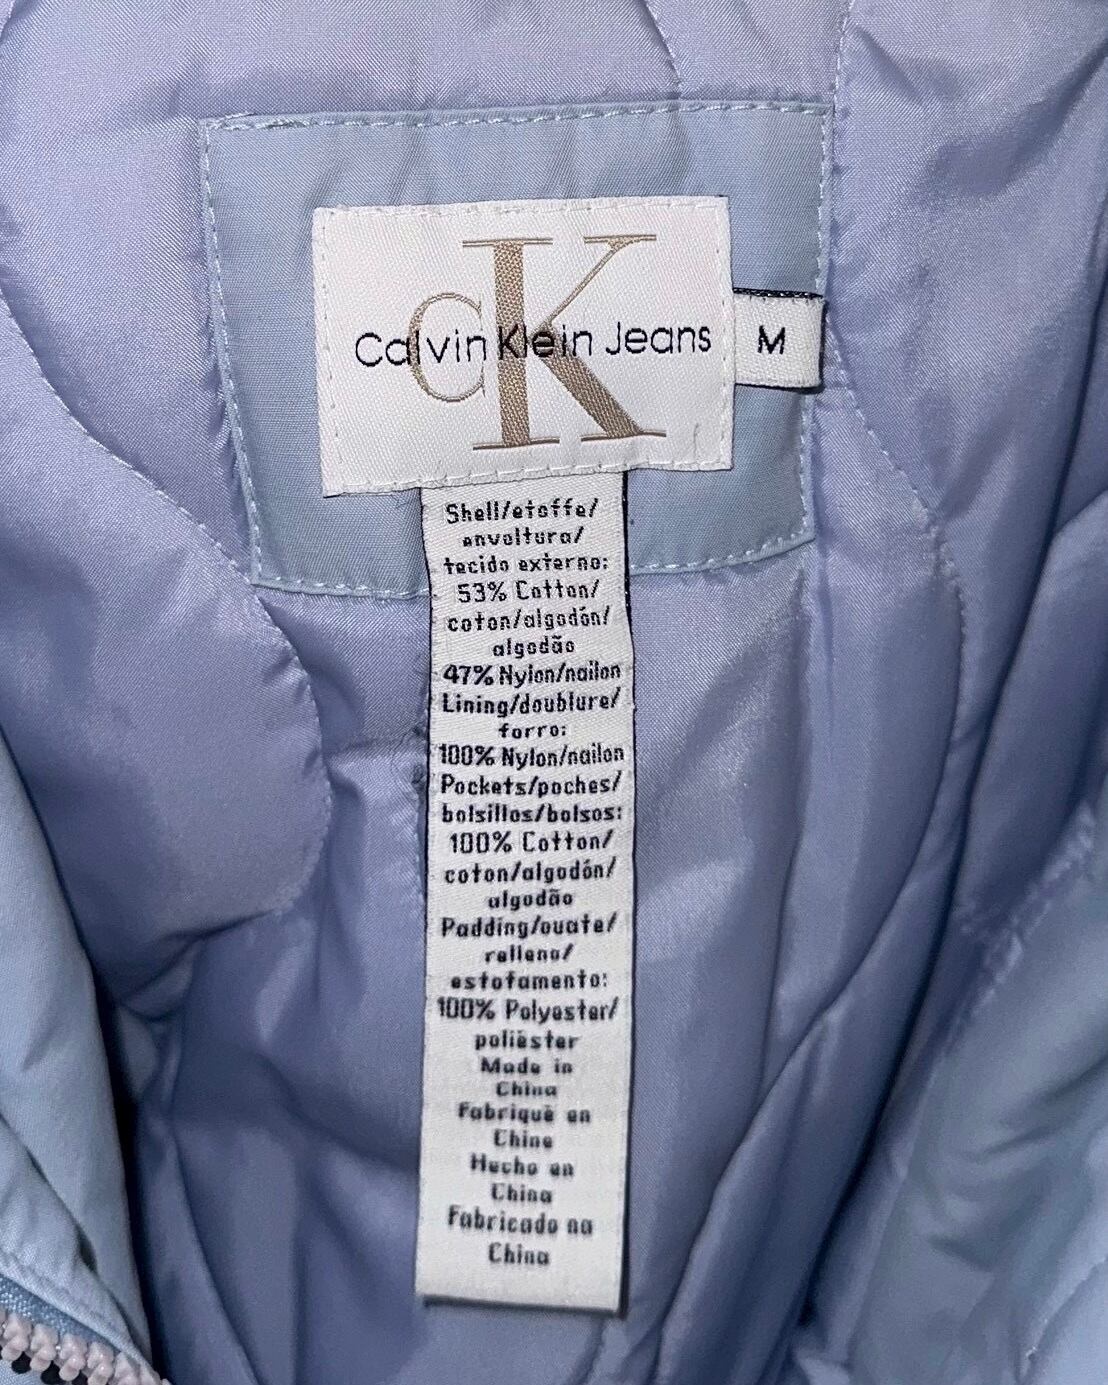 CK
Calvin Klein Jeans
M
Shell/etoffe/
envoltura/
tecido externo:
53% Cotton/
coton/algodón/
algodão
47% Nylon/nailon
Lining/doublure/
forro:
100% Nylon/nailon
Pockets/poches/
bolsillos/bolsos:
100% Cotton/
coton/algodón/
algodão
Padding/ouate/
relleno/
estofamento:
100% Polyester/
poliéster
Made in
China
Fabriqué en
Chine
Hecho en
China
Fabricado na
China